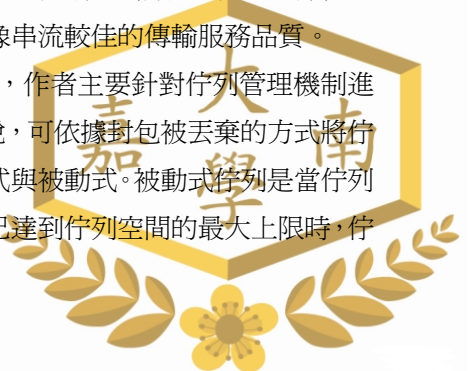 像串流較佳的傳輸服務品質。
，作者主要針對佇列管理機制進
，可依據封包被丟棄的方式將佇
式與被動式。被動式佇列是當佇列
已達到佇列空間的最大上限時，佇
嘉大南
學